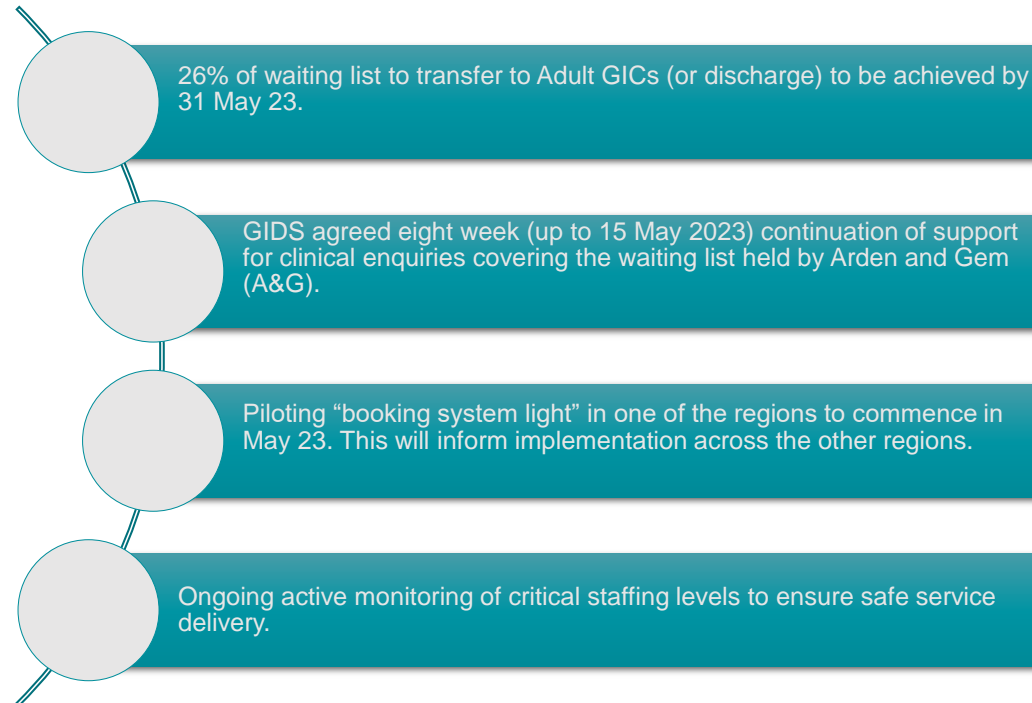 26% of waiting list to transfer to Adult GICs (or discharge) to be achieved by
31 May 23.
GIDS agreed eight week (up to 15 May 2023) continuation of support
for clinical enquiries covering the waiting list held by Arden and Gem
(A&G).
Piloting “booking system light” in one of the regions to commence in
May 23. This will inform implementation across the other regions.
Ongoing active monitoring of critical staffing levels to ensure safe service
delivery.